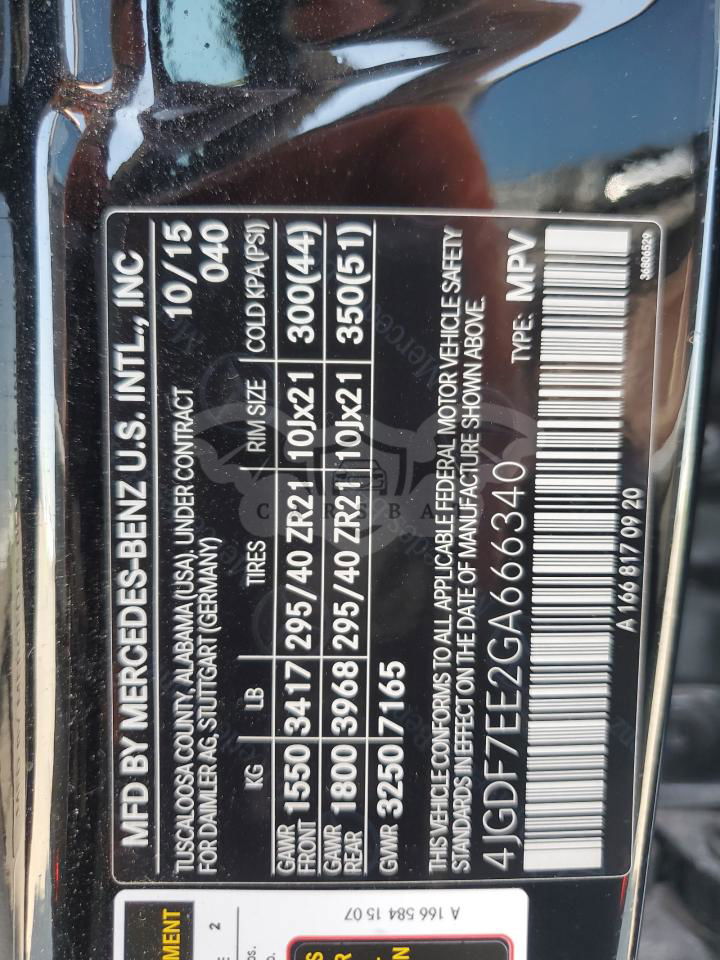 MFD BY MERCEDES-BENZ U.S. INTL., INC
TUSCALOOSA COUNTY, ALABAMA (USA), UNDER CONTRACT 10/15
FOR DAIMLER AG, STUTTGART (GERMANY) 040
KG LB TIRES RIM SIZE COLD KPA(PSI)
GAWR FRONT 1550 3417 295/40 ZR21 10Jx21 300(44)
GAWR REAR 1800 3968 295/40 ZR21 10Jx21 350(51)
GVWR 3250 7165
THIS VEHICLE CONFORMS TO ALL APPLICABLE FEDERAL MOTOR VEHICLE SAFETY
STANDARDS IN EFFECT ON THE DATE OF MANUFACTURE SHOWN ABOVE.
4JGDF7EE2GA666340 TYPE: MPV
A 166 817 09 20
36806529
CARSBA
A 166 584 15 07
2